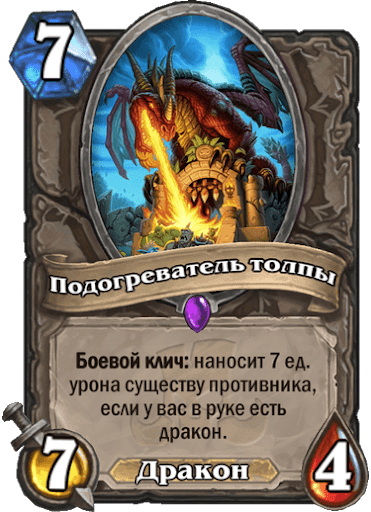 7
Подогреватель толпы
Боевой клич: наносит 7 ед.
урона существу противника,
если у вас в руке есть
дракон.
7
Дракон
4